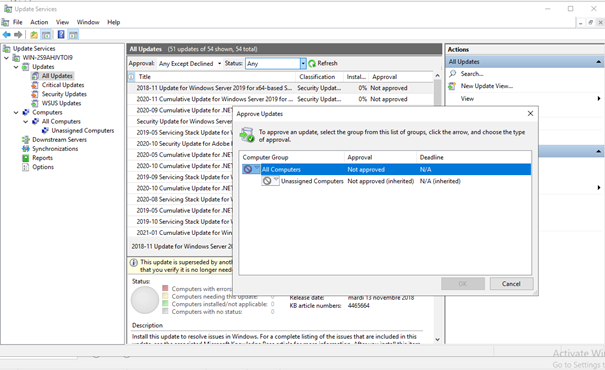 Update Services
File Action View Window Help
Update Services
WIN-259AHJVTOI9
Updates
All Updates
Critical Updates
Security Updates
WSUS Updates
Computers
All Computers
Unassigned Computers
Downstream Servers
Synchronizations
Reports
Options
All Updates (51 updates of 54 shown, 54 total)
Approval: Any Except Declined Status: Any Refresh
Title Classification Instal... Approval
2018-11 Update for Windows Server 2019 for x64-based S... Security Updat... 0% Not approved
2020-11 Cumulative Update for Windows Server 2019 for ... Security Updat... 0% Not approved
2020-09 Cumulative Update for .NET
Security Update for Windows Server
2019-05 Servicing Stack Update for
2020-10 Security Update for Adobe
2020-05 Cumulative Update for .NET
2020-10 Cumulative Update for .NET
2019-09 Servicing Stack Update for
2020-10 Cumulative Update for .NET
2020-08 Cumulative Update for .NET
2019-05 Cumulative Update for .NET
2019-10 Servicing Stack Update for
2021-01 Cumulative Update for Win
2018-11 Update for Windows Server 20
This update is superseded by anoth
that you verify it is no longer need
Status:
Computers with errors:
Computers needing this update: 0
Computers installed/not applicable: 0
Computers with no status: 0
Release date: mardi 13 novembre 2018
KB article numbers: 4465664
Description
Install this update to resolve issues in Windows. For a complete listing of the issues that are included in this
Actions
All Updates
Search...
New Update View...
View
Approve Updates
To approve an update, select the group from this list of groups, click the arrow, and choose the type
of approval.
Computer Group Approval Deadline
All Computers Not approved N/A
Unassigned Computers Not approved (inherited) N/A (inherited)
OK Cancel
Activate Wi
Go to Settings t